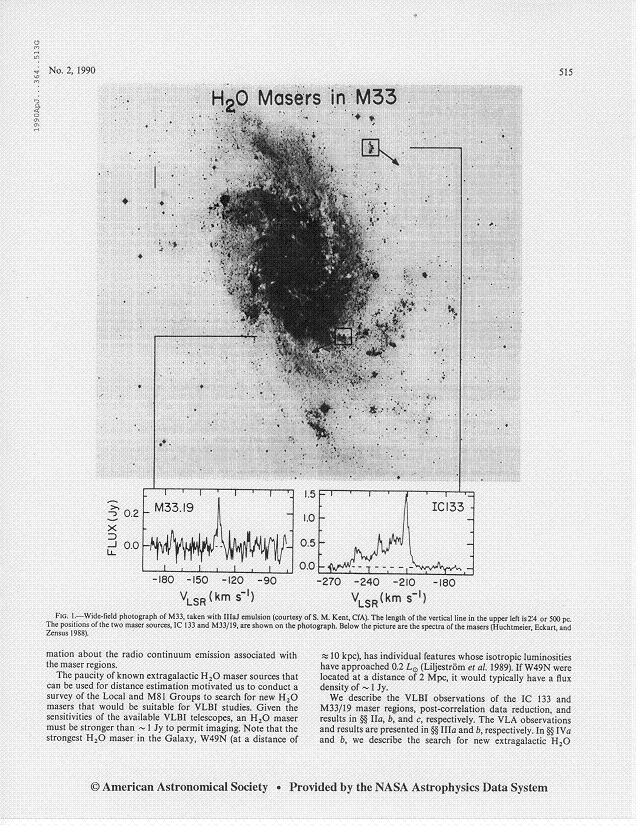 1990ApJ...364..513G
No. 2, 1990
515
H2O Masers in M33
M33.19
0.2
0.0
FLUX (Jy)
-180 -150 -120 -90
VLSR (km s-1)
IC133
1.5
1.0
0.5
0.0
-270 -240 -210 -180
VLSR (km s-1)
FIG. 1.—Wide-field photograph of M33, taken with IIIaJ emulsion (courtesy of S. M. Kent, CfA). The length of the vertical line in the upper left is 2'.4 or 500 pc.
The positions of the two maser sources, IC 133 and M33/19, are shown on the photograph. Below the picture are the spectra of the masers (Huchtmeier, Eckart, and
Zensus 1988).
mation about the radio continuum emission associated with
the maser regions.
The paucity of known extragalactic H2O maser sources that
can be used for distance estimation motivated us to conduct a
survey of the Local and M81 Groups to search for new H2O
masers that would be suitable for VLBI studies. Given the
sensitivities of the available VLBI telescopes, an H2O maser
must be stronger than ~1 Jy to permit imaging. Note that the
strongest H2O maser in the Galaxy, W49N (at a distance of
≈10 kpc), has individual features whose isotropic luminosities
have approached 0.2 L⊙ (Liljeström et al. 1989). If W49N were
located at a distance of 2 Mpc, it would typically have a flux
density of ~1 Jy.
We describe the VLBI observations of the IC 133 and
M33/19 maser regions, post-correlation data reduction, and
results in §§ IIa, b, and c, respectively. The VLA observations
and results are presented in §§ IIIa and b, respectively. In §§ IVa
and b, we describe the search for new extragalactic H2O
© American Astronomical Society • Provided by the NASA Astrophysics Data System